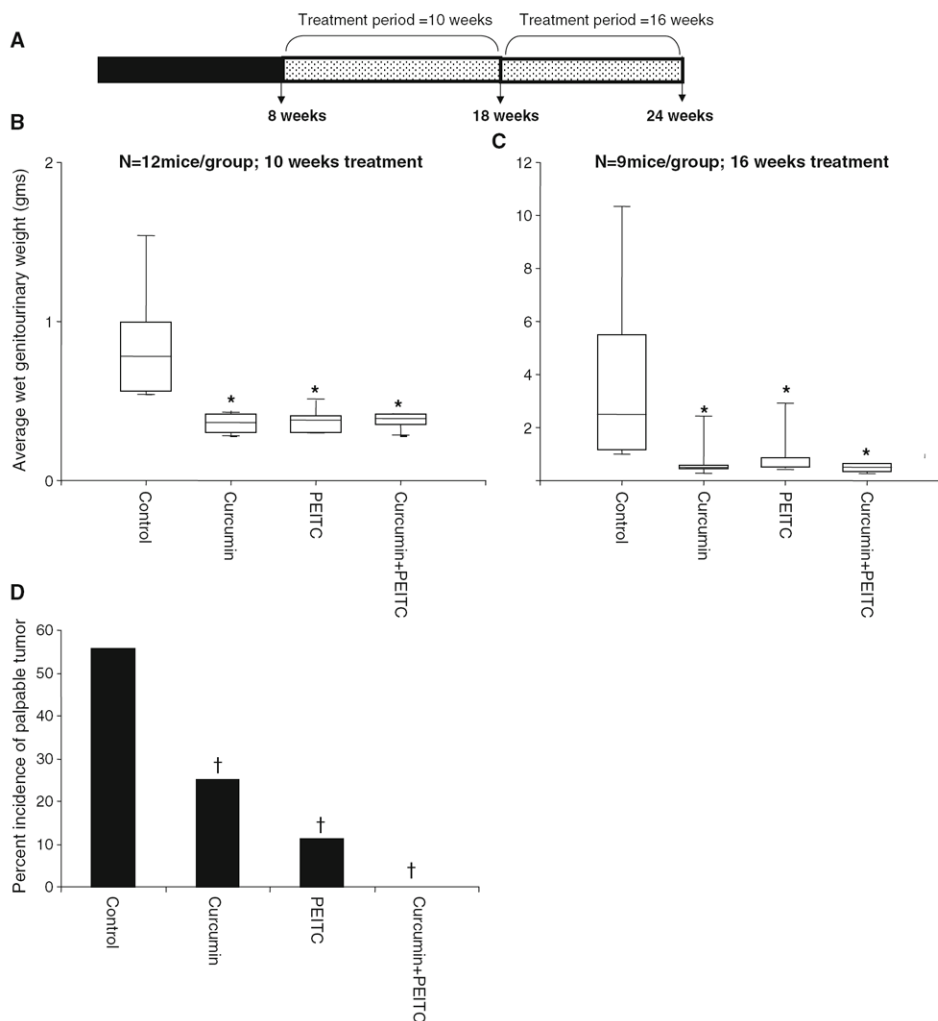 A
Treatment period =10 weeks
Treatment period =16 weeks
8 weeks
18 weeks
24 weeks
B
N=12mice/group; 10 weeks treatment
Average wet genitourinary weight (gms)
2
1
0
*
*
*
Control
Curcumin
PEITC
Curcumin+PEITC
C
N=9mice/group; 16 weeks treatment
12
10
8
6
4
2
*
*
*
Control
Curcumin
PEITC
Curcumin+PEITC
D
Percent incidence of palpable tumor
60
50
40
30
20
10
0
†
†
†
Control
Curcumin
PEITC
Curcumin+PEITC